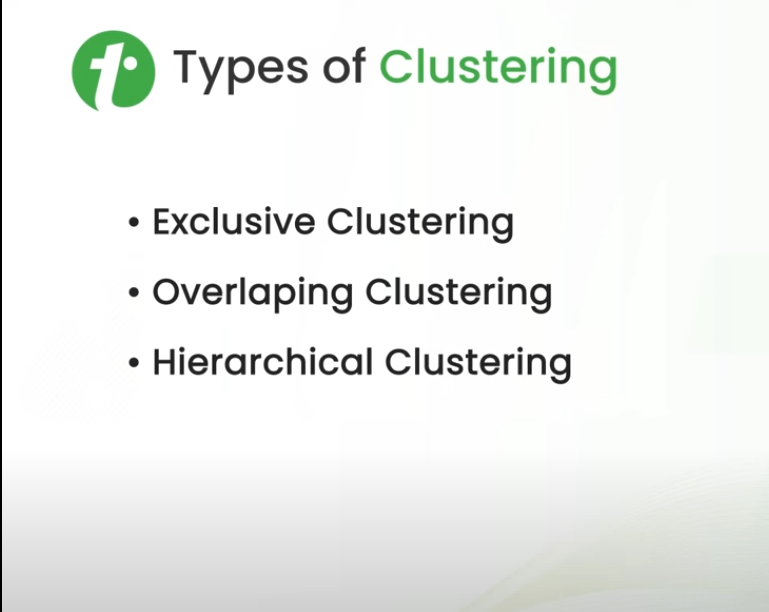 Types of Clustering
• Exclusive Clustering
• Overlaping Clustering
• Hierarchical Clustering